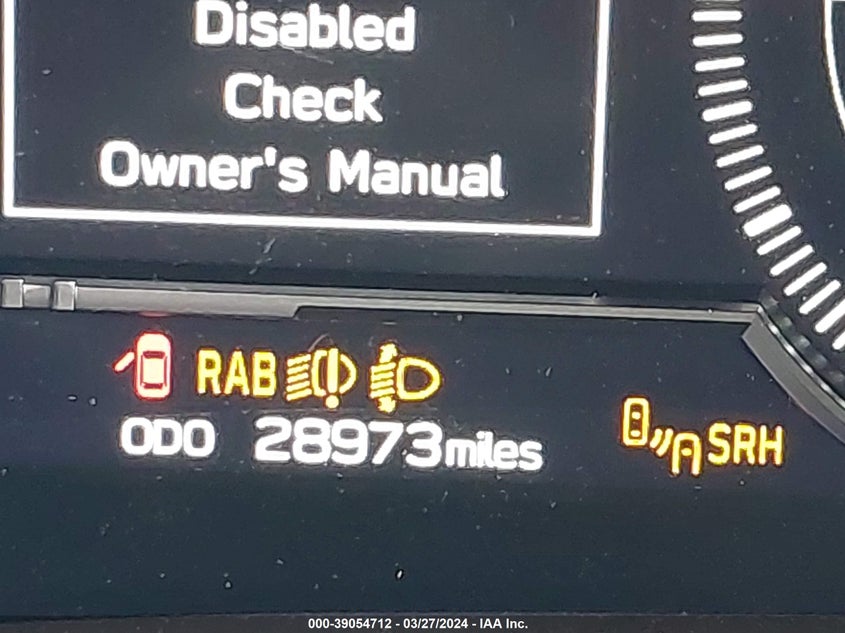 Disabled
Check
Owner's Manual
RAB
ODO 28973 miles
SRH
000-39054712 - 03/27/2024 - IAA Inc.